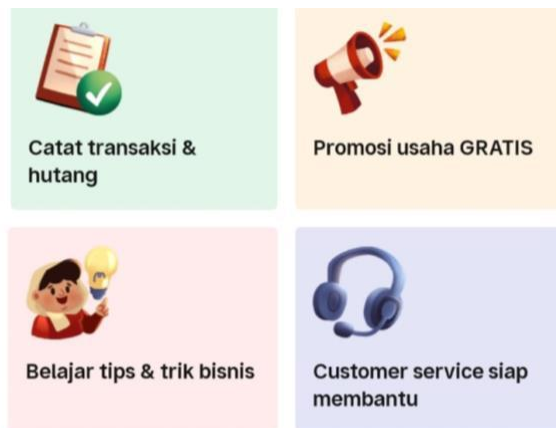 Catat transaksi &
hutang
Promosi usaha GRATIS
Belajar tips & trik bisnis
Customer service siap
membantu